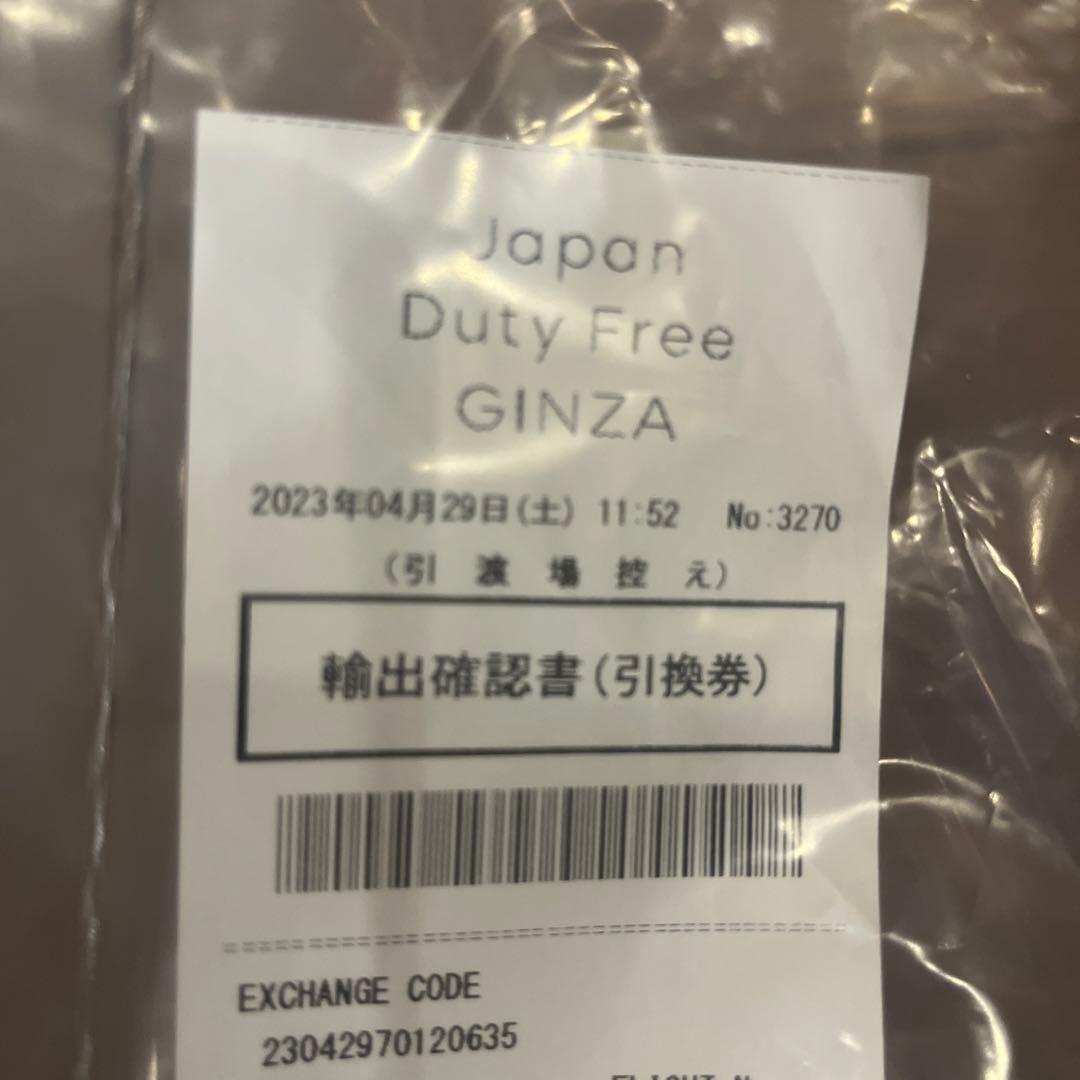 Japan
Duty Free
GINZA
2023年04月29日(土) 11:52 No:3270
(引 渡 場 控 え)
輸出確認書(引換券)
EXCHANGE CODE
23042970120635
FLIGHT N